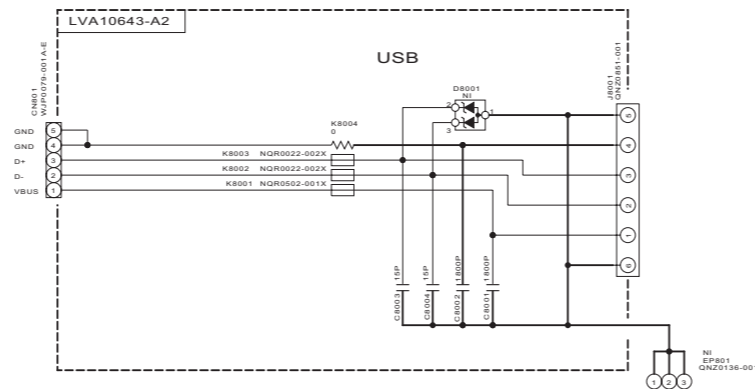 LVA10643-A2
USB
CN801
WJP0079-001A-E
GND 5
GND 4
D+ 3
D- 2
VBUS 1
K8004
0
K8003 NQR0022-002X
K8002 NQR0022-002X
K8001 NQR0502-001X
D8001
NI
2
1
3
J8001
QNZ0851-001
5
4
3
2
1
6
C8003 15P
C8004 15P
C8002 1800P
C8001 1800P
NI
EP801
QNZ0136-00
1 2 3